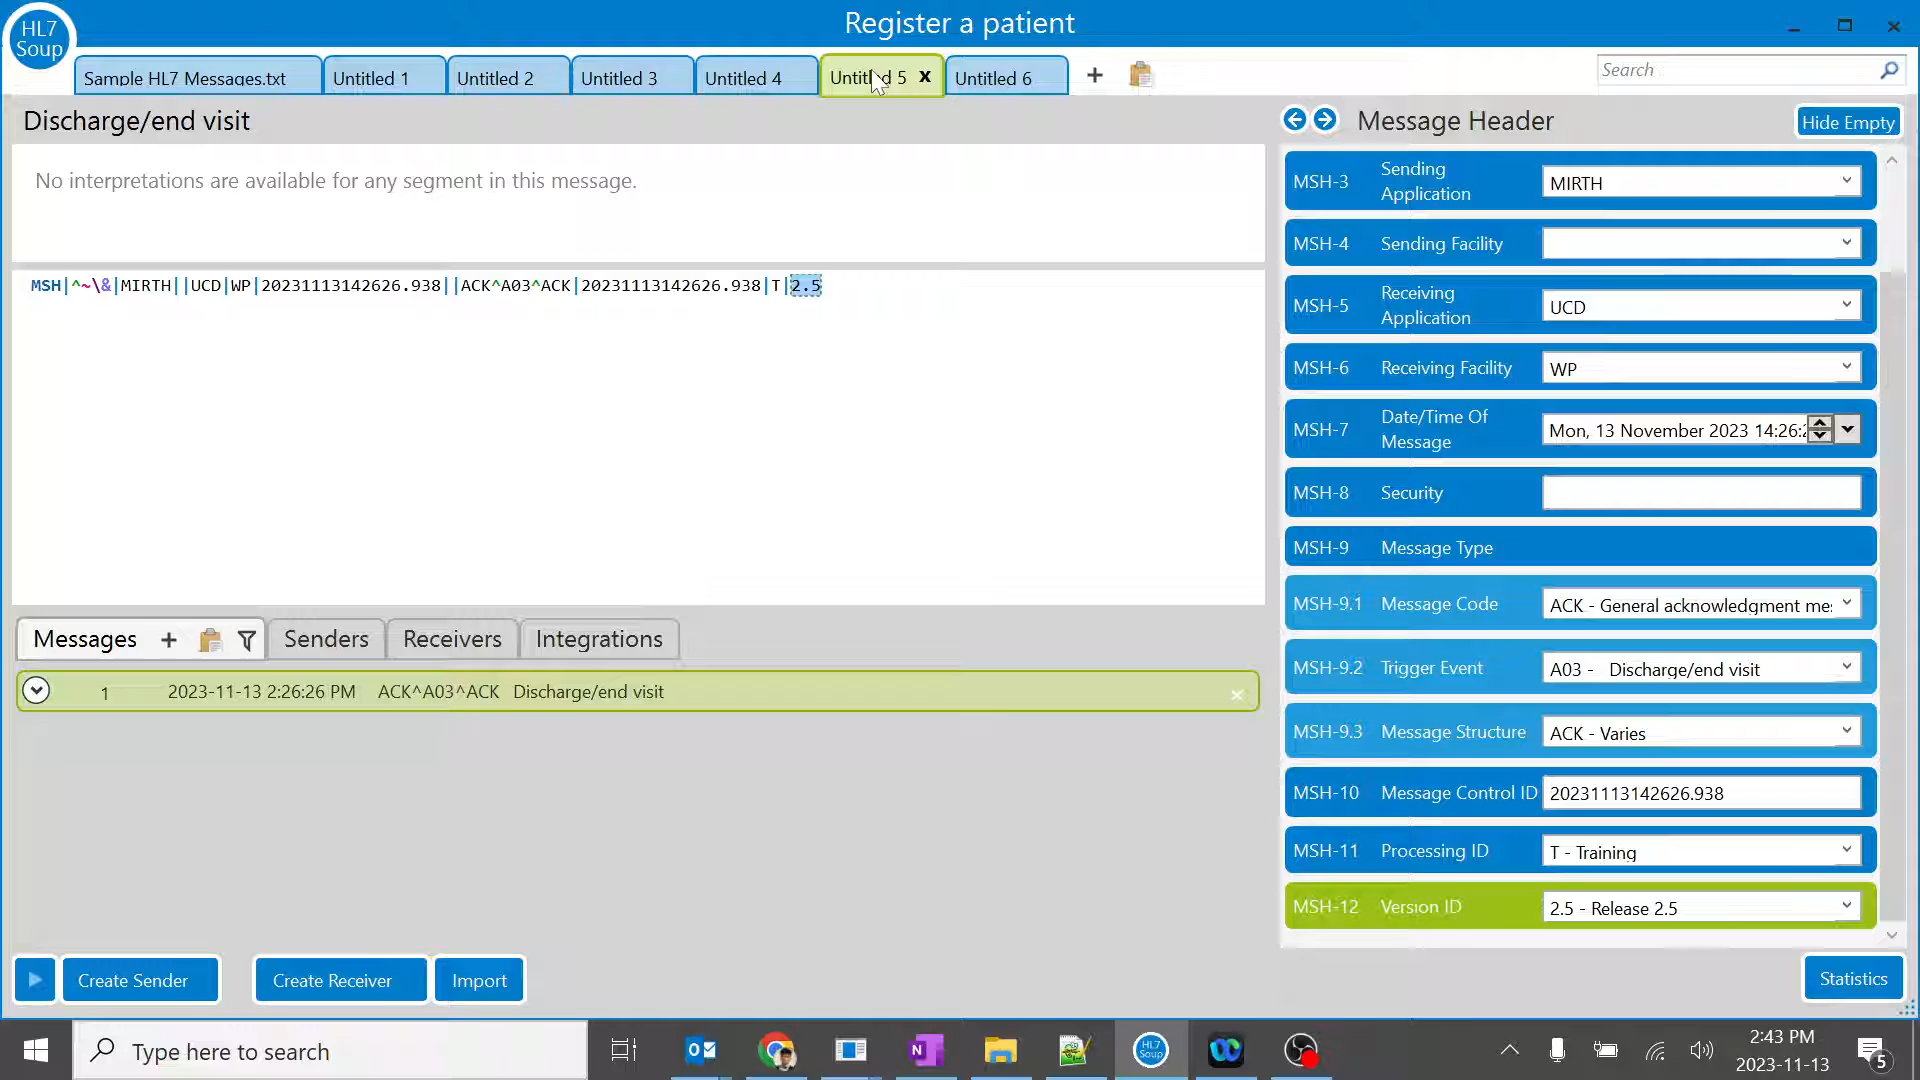 HL7
Soup
Register a patient
Sample HL7 Messages.txt
Untitled 1
Untitled 2
Untitled 3
Untitled 4
Untitled 5 x
Untitled 6
+
Search
Discharge/end visit
No interpretations are available for any segment in this message.
MSH|^~\&|MIRTH||UCD|WP|20231113142626.938||ACK^A03^ACK|20231113142626.938|T|2.5
Messages +
Senders
Receivers
Integrations
1 2023-11-13 2:26:26 PM ACK^A03^ACK Discharge/end visit
Create Sender
Create Receiver
Import
Message Header
Hide Empty
MSH-3 Sending Application MIRTH
MSH-4 Sending Facility
MSH-5 Receiving Application UCD
MSH-6 Receiving Facility WP
MSH-7 Date/Time Of Message Mon, 13 November 2023 14:26:2
MSH-8 Security
MSH-9 Message Type
MSH-9.1 Message Code ACK - General acknowledgment me
MSH-9.2 Trigger Event A03 - Discharge/end visit
MSH-9.3 Message Structure ACK - Varies
MSH-10 Message Control ID 20231113142626.938
MSH-11 Processing ID T - Training
MSH-12 Version ID 2.5 - Release 2.5
Statistics
Type here to search
HL7
Soup
2:43 PM
2023-11-13
5